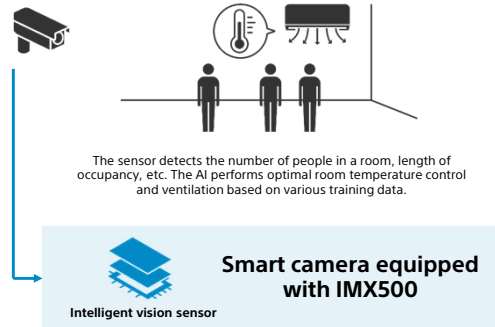 The sensor detects the number of people in a room, length of
occupancy, etc. The AI performs optimal room temperature control
and ventilation based on various training data.
Smart camera equipped
with IMX500
Intelligent vision sensor